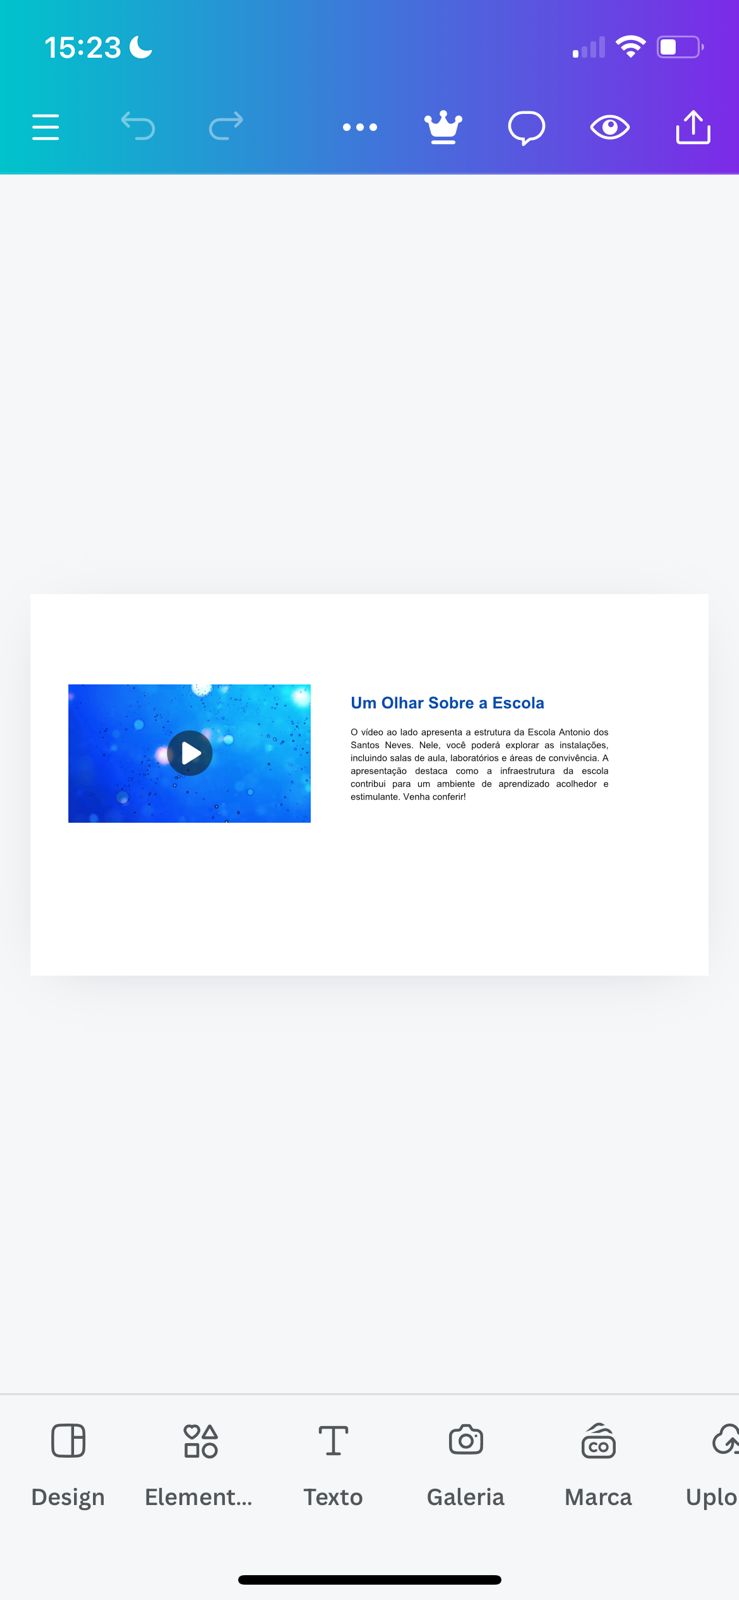 15:23
Um Olhar Sobre a Escola
O vídeo ao lado apresenta a estrutura da Escola Antonio dos
Santos Neves. Nele, você poderá explorar as instalações,
incluindo salas de aula, laboratórios e áreas de convivência. A
apresentação destaca como a infraestrutura da escola
contribui para um ambiente de aprendizado acolhedor e
estimulante. Venha conferir!
CO
Design Element... Texto Galeria Marca Uplo